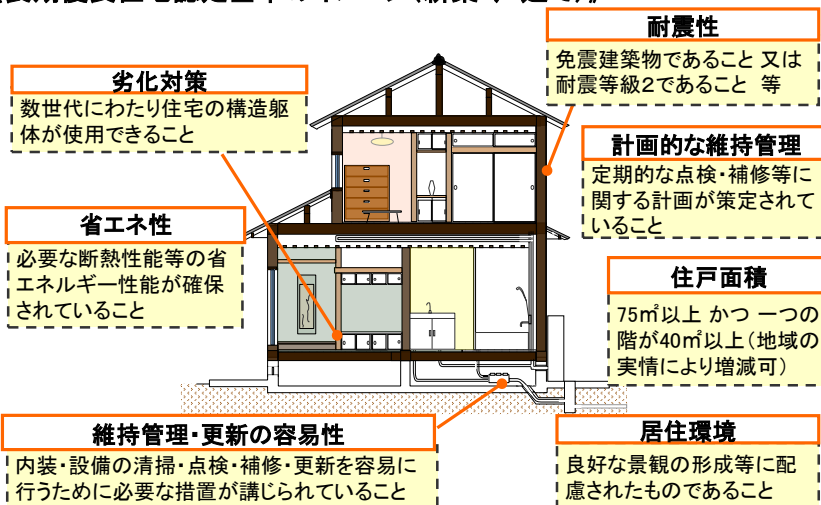 耐震性
免震建築物であること 又は
耐震等級2であること 等
劣化対策
数世代にわたり住宅の構造躯
体が使用できること
計画的な維持管理
定期的な点検・補修等に
関する計画が策定されて
いること
省エネ性
必要な断熱性能等の省
エネルギー性能が確保
されていること
住戸面積
75㎡以上 かつ 一つの
階が40㎡以上(地域の
実情により増減可)
維持管理・更新の容易性
内装・設備の清掃・点検・補修・更新を容易に
行うために必要な措置が講じられていること
居住環境
良好な景観の形成等に配
慮されたものであること